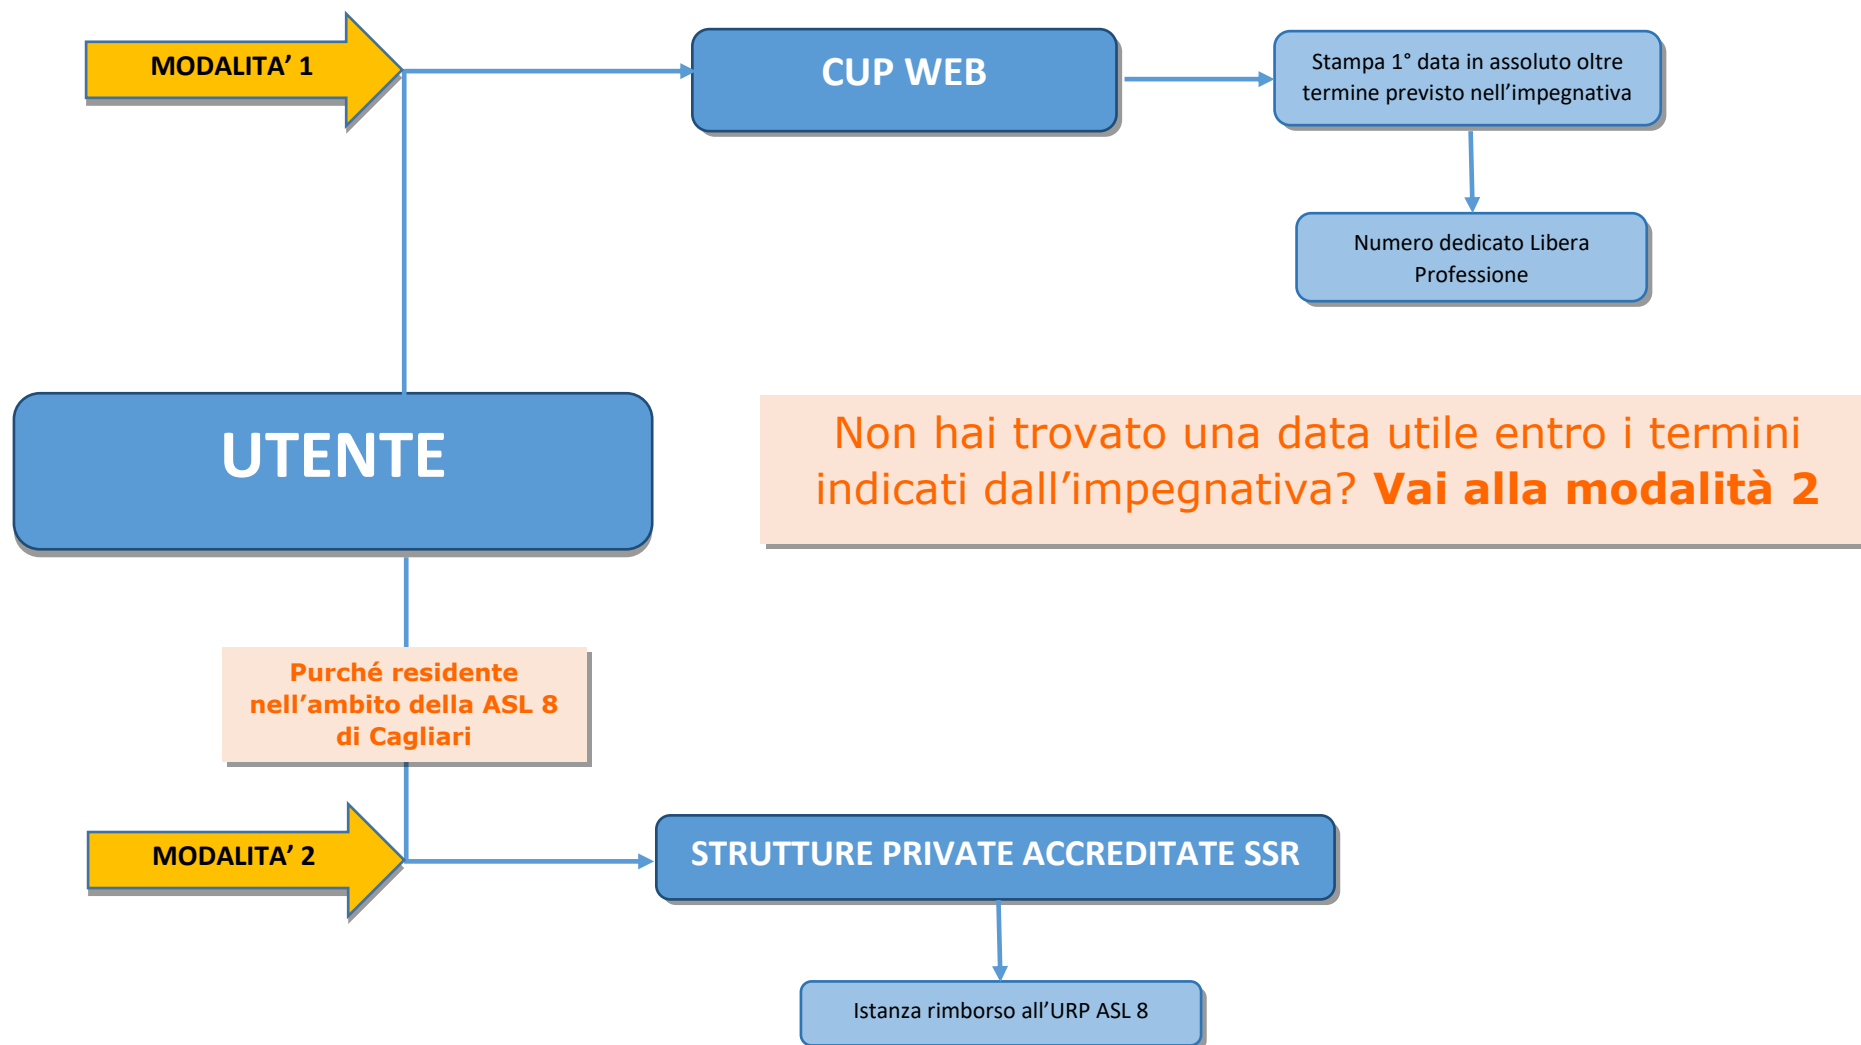 MODALITA’ 1
CUP WEB
Stampa 1° data in assoluto oltre
termine previsto nell’impegnativa
Numero dedicato Libera
Professione
UTENTE
Non hai trovato una data utile entro i termini
indicati dall’impegnativa? Vai alla modalità 2
Purché residente
nell’ambito della ASL 8
di Cagliari
MODALITA’ 2
STRUTTURE PRIVATE ACCREDITATE SSR
Istanza rimborso all’URP ASL 8